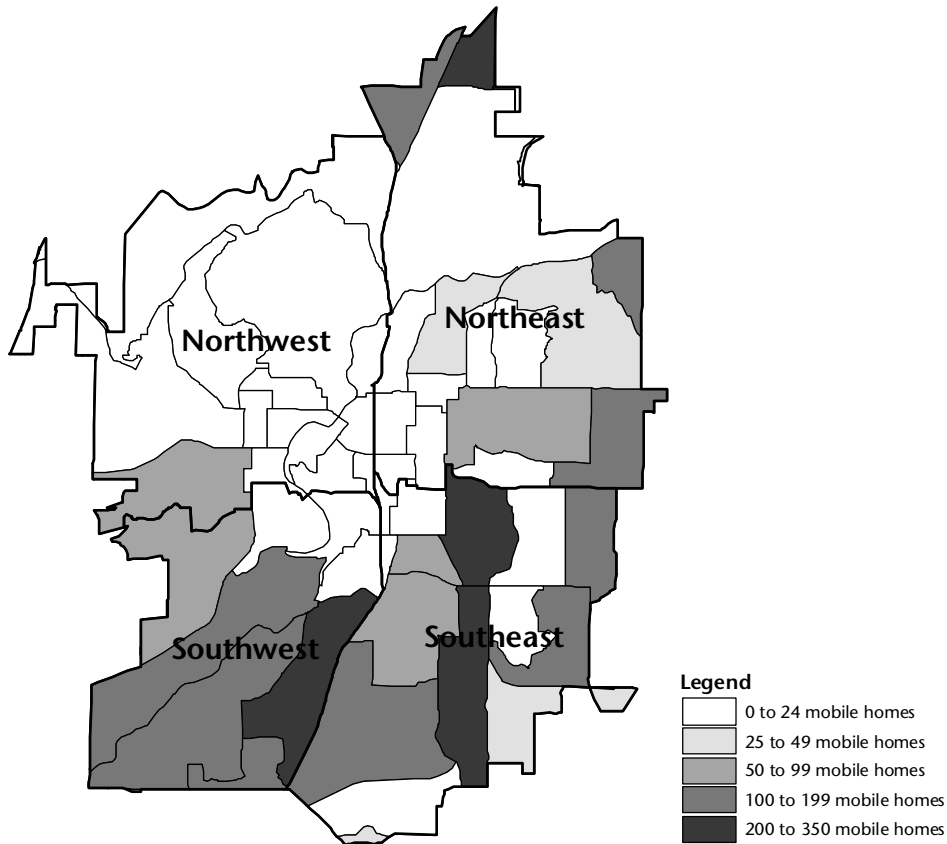 Northeast
Northwest
Southeast
Southwest
Legend
0 to 24 mobile homes
25 to 49 mobile homes
50 to 99 mobile homes
100 to 199 mobile homes
200 to 350 mobile homes